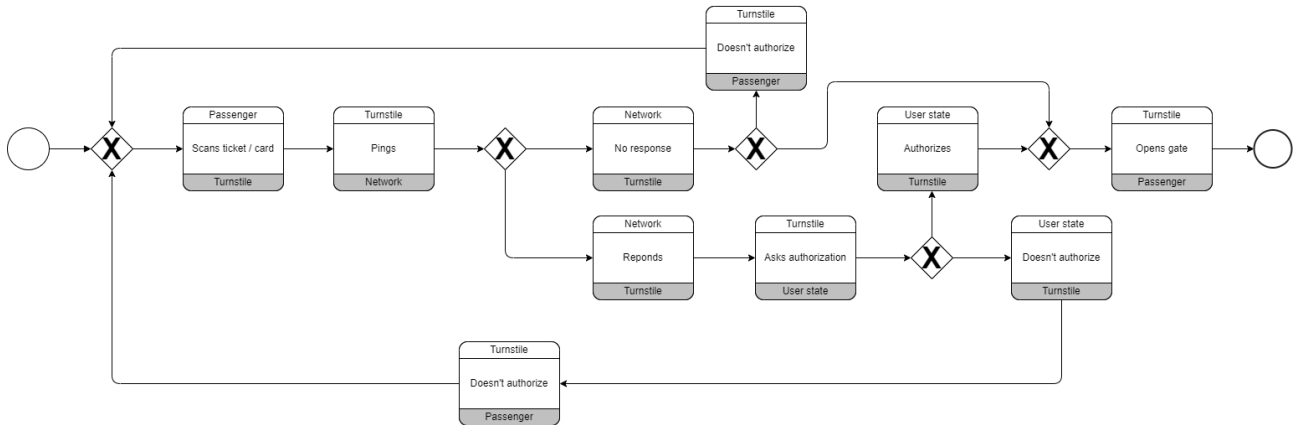 Turnstile
Doesn't authorize
Passenger
Passenger
Scans ticket / card
Turnstile
Turnstile
Pings
Network
Network
No response
Turnstile
User state
Authorizes
Turnstile
Turnstile
Opens gate
Passenger
Network
Reponds
Turnstile
Turnstile
Asks authorization
User state
User state
Doesn't authorize
Turnstile
Turnstile
Doesn't authorize
Passenger